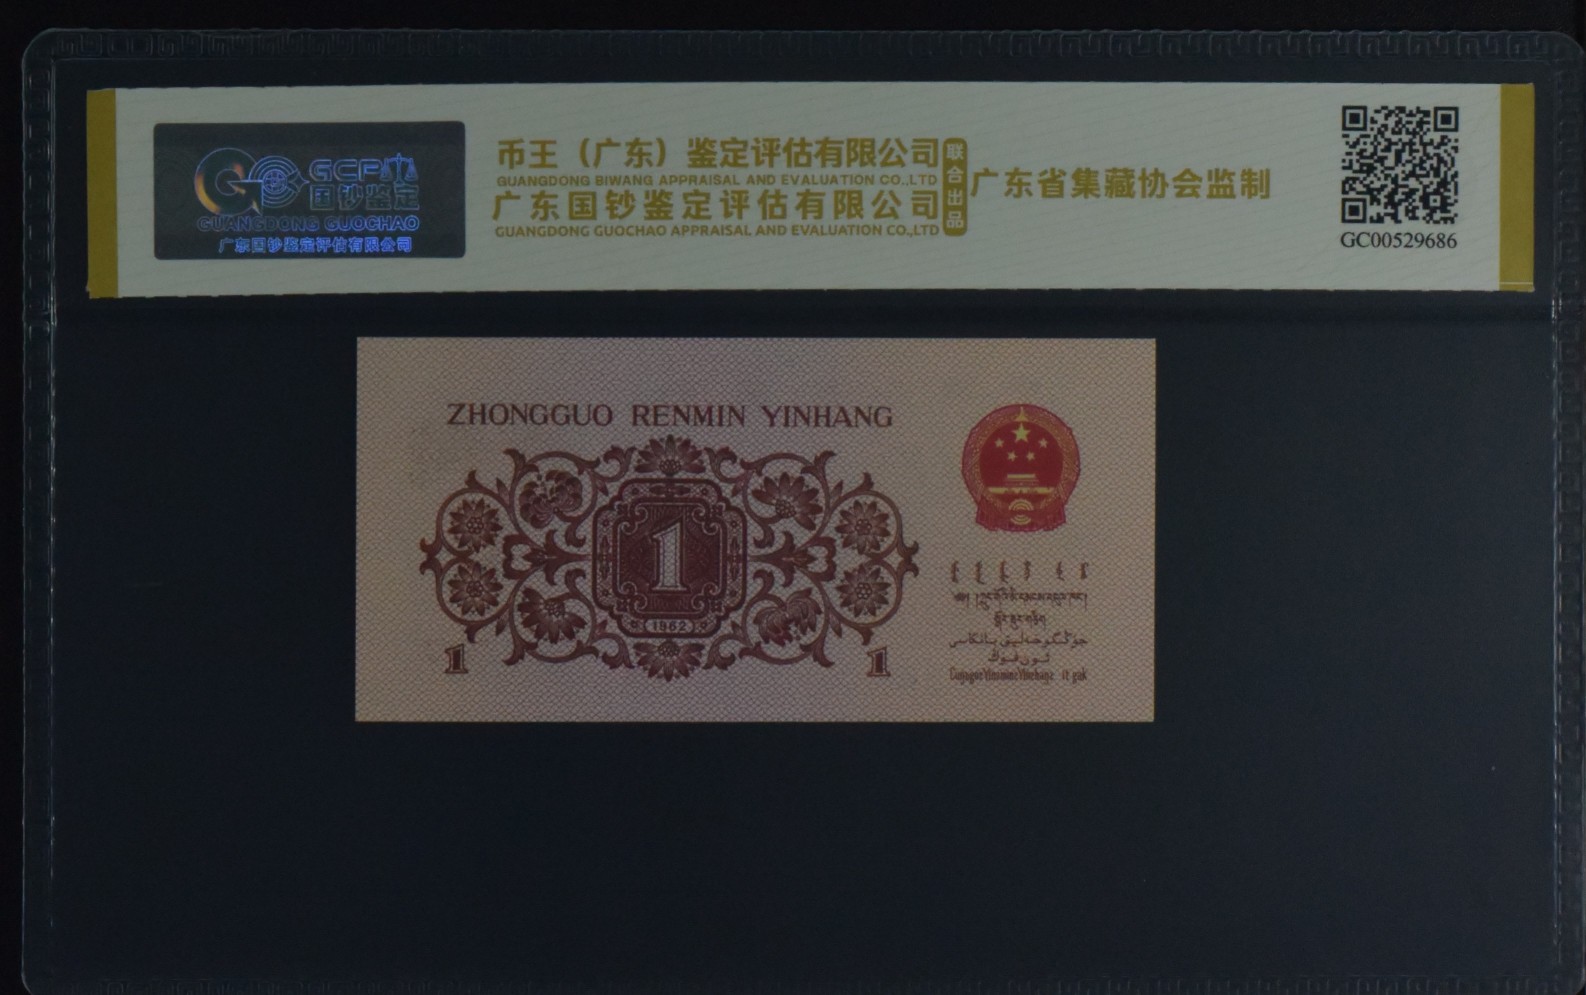 GCP
国钞鉴定
GUANGDONG GUOCHAO
广东国钞鉴定评估有限公司
币王（广东）鉴定评估有限公司
GUANGDONG BIWANG APPRAISAL AND EVALUATION CO.,LTD
广东国钞鉴定评估有限公司
GUANGDONG GUOCHAO APPRAISAL AND EVALUATION CO.,LTD
联合出品
广东省集藏协会监制
GC00529686
ZHONGGUO RENMIN YINHANG
1
1962
1
1